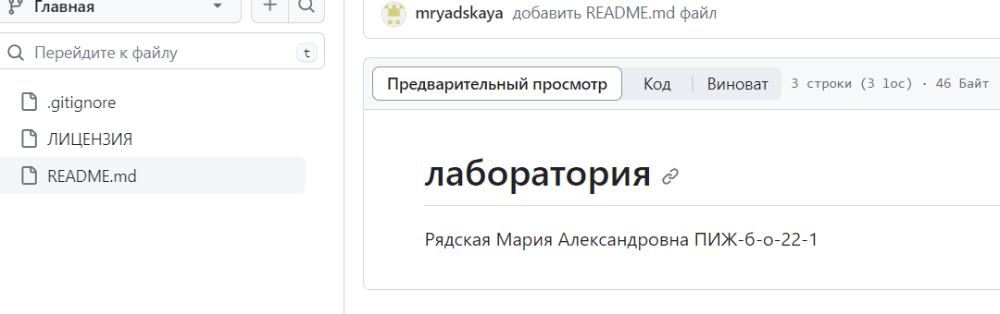 Главная
Перейдите к файлу
t
.gitignore
ЛИЦЕНЗИЯ
README.md
mryadskaya добавить README.md файл
Предварительный просмотр Код Виноват 3 строки (3 loc) · 46 Байт
лаборатория
Рядская Мария Александровна ПИЖ-б-о-22-1